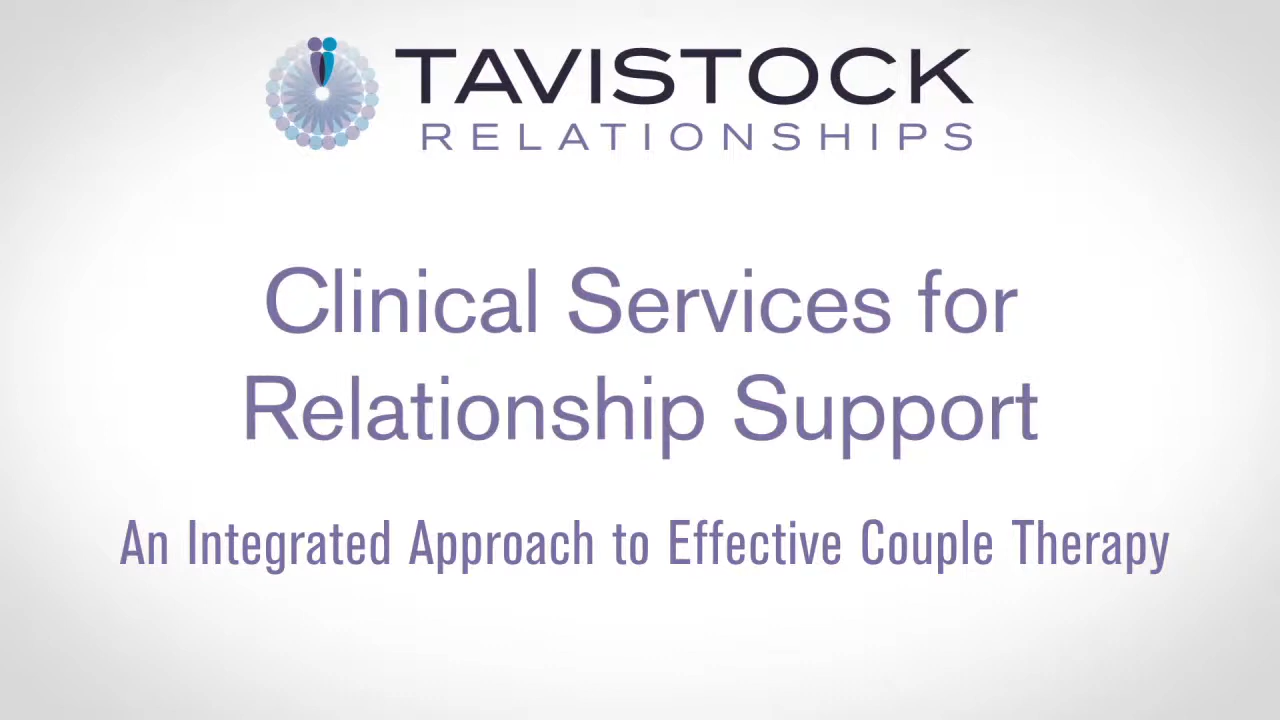 TAVISTOCK
RELATIONSHIPS
Clinical Services for
Relationship Support
An Integrated Approach to Effective Couple Therapy